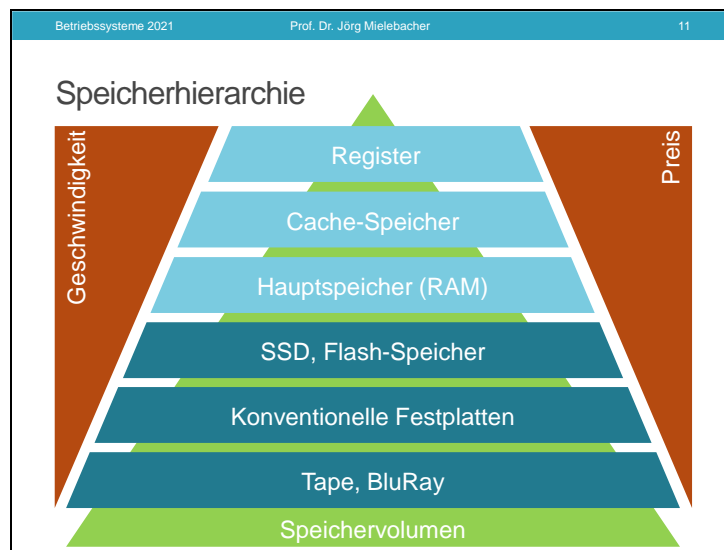 Betriebssysteme 2021 Prof. Dr. Jörg Mielebacher 11
Speicherhierarchie
Geschwindigkeit
Preis
Register
Cache-Speicher
Hauptspeicher (RAM)
SSD, Flash-Speicher
Konventionelle Festplatten
Tape, BluRay
Speichervolumen